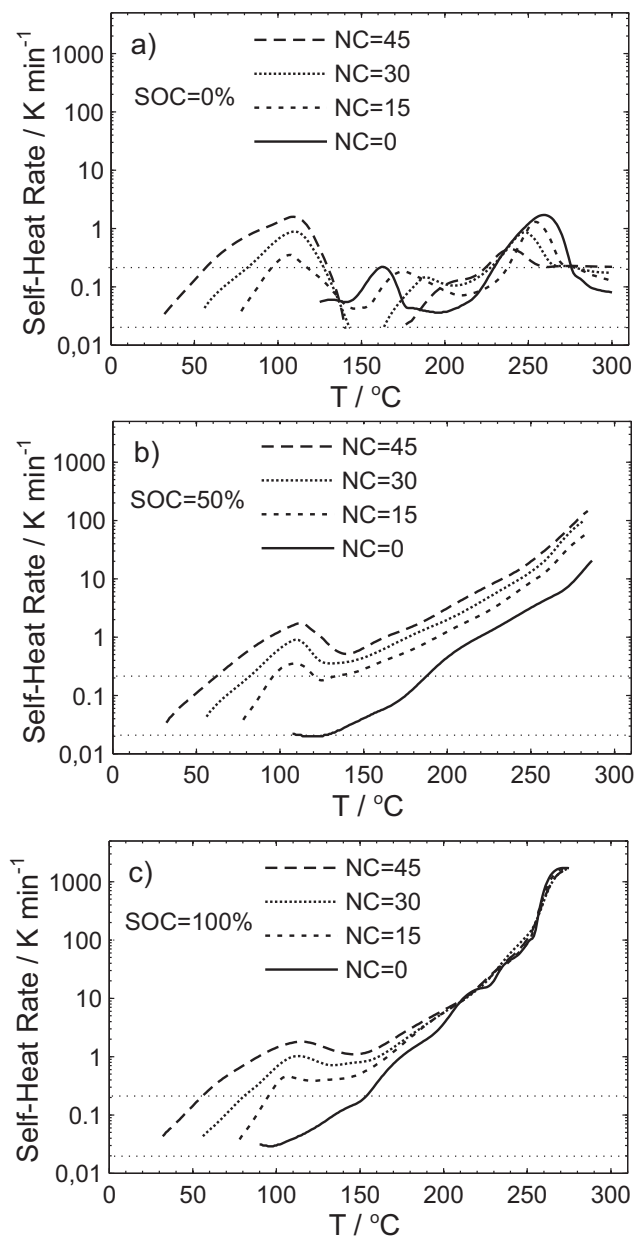 a)
SOC=0%
NC=45
NC=30
NC=15
NC=0
Self-Heat Rate / K min⁻¹
1000
100
10
1
0.1
0,01
0 50 100 150 200 250 300
T / °C
b)
SOC=50%
NC=45
NC=30
NC=15
NC=0
Self-Heat Rate / K min⁻¹
1000
100
10
1
0.1
0,01
0 50 100 150 200 250 300
T / °C
c)
SOC=100%
NC=45
NC=30
NC=15
NC=0
Self-Heat Rate / K min⁻¹
1000
100
10
1
0.1
0,01
0 50 100 150 200 250 300
T / °C